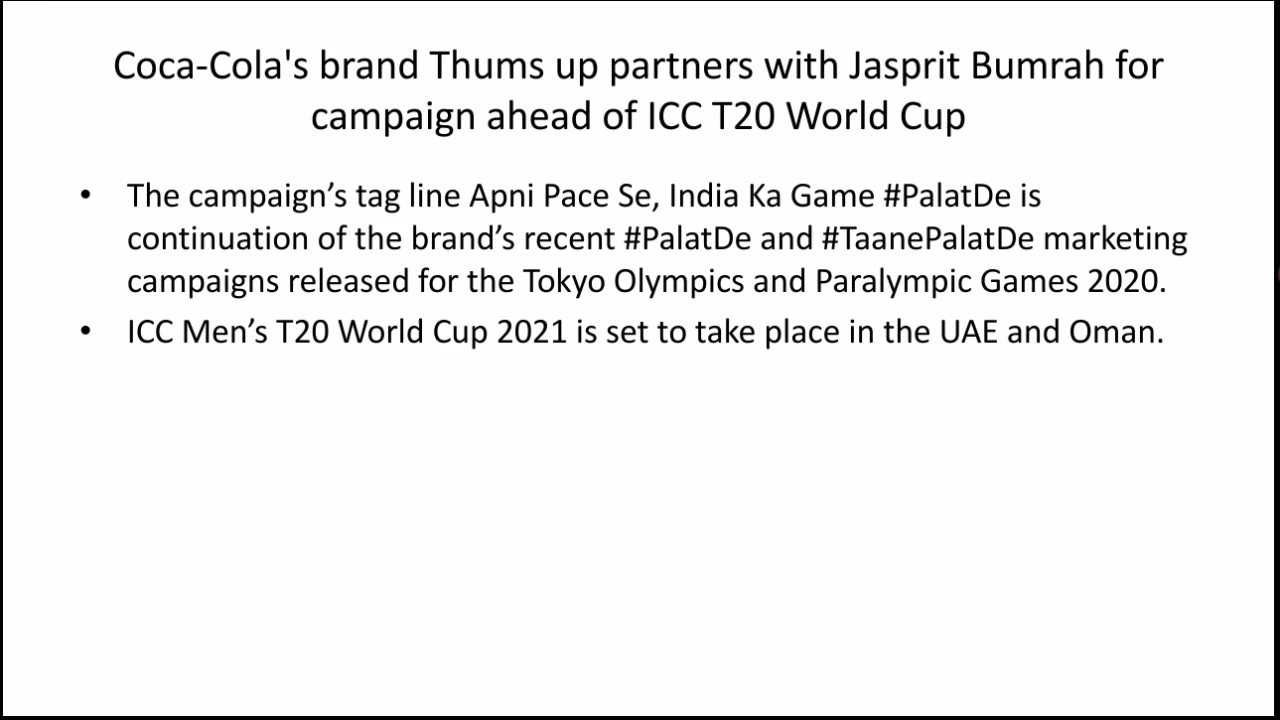 Coca-Cola's brand Thums up partners with Jasprit Bumrah for
campaign ahead of ICC T20 World Cup
• The campaign’s tag line Apni Pace Se, India Ka Game #PalatDe is
continuation of the brand’s recent #PalatDe and #TaanePalatDe marketing
campaigns released for the Tokyo Olympics and Paralympic Games 2020.
• ICC Men’s T20 World Cup 2021 is set to take place in the UAE and Oman.